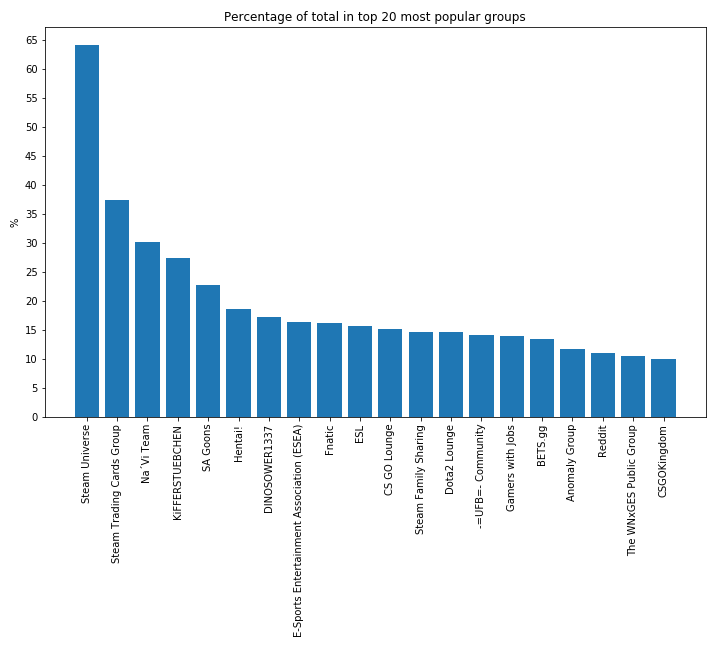 Percentage of total in top 20 most popular groups
%
65
60
55
50
45
40
35
30
25
20
15
10
5
0
Steam Universe
Steam Trading Cards Group
Na´Vi Team
KiFFERSTUEBCHEN
SA Goons
Hentai!
DINOSOWER1337
E-Sports Entertainment Association (ESEA)
Fnatic
ESL
CS GO Lounge
Steam Family Sharing
Dota2 Lounge
-=UFB=- Community
Gamers with Jobs
BETS.gg
Anomaly Group
Reddit
The WNxGES Public Group
CSGOKingdom